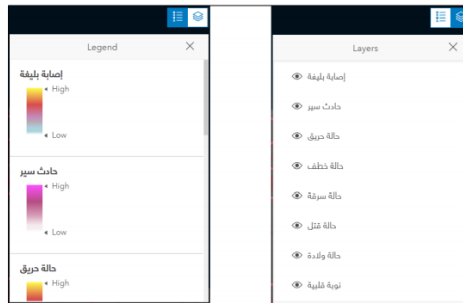 Legend
إصابة بليغة
High
Low
حادث سير
High
Low
حالة حريق
High
Layers
إصابة بليغة
حادث سير
حالة حريق
حالة خطف
حالة سرقة
حالة قتل
حالة ولادة
نوبة قلبية